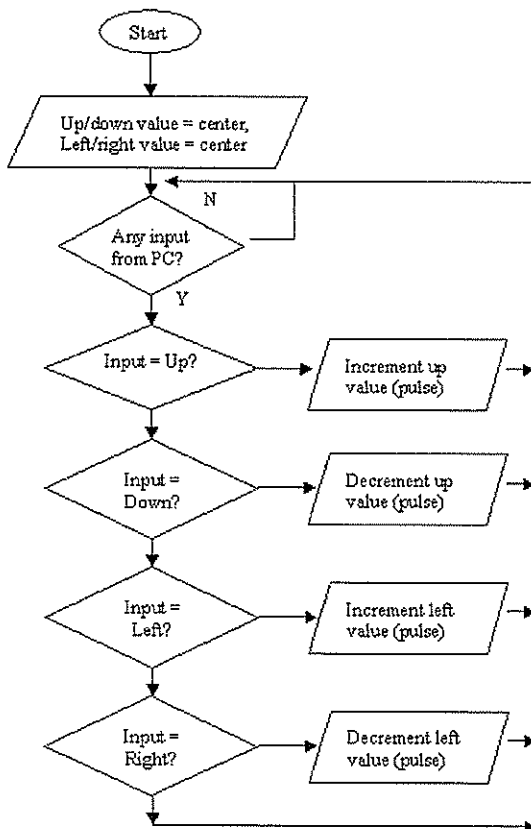 Start
Up/down value = center,
Left/right value = center
N
Any input
from PC?
Y
Input = Up?
Increment up
value (pulse)
Input =
Down?
Decrement up
value (pulse)
Input =
Left?
Increment left
value (pulse)
Input =
Right?
Decrement left
value (pulse)